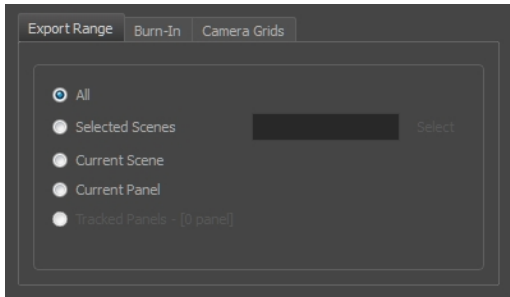 Export Range Burn-In Camera Grids
All
Selected Scenes Select
Current Scene
Current Panel
Tracked Panels - [0 panel]